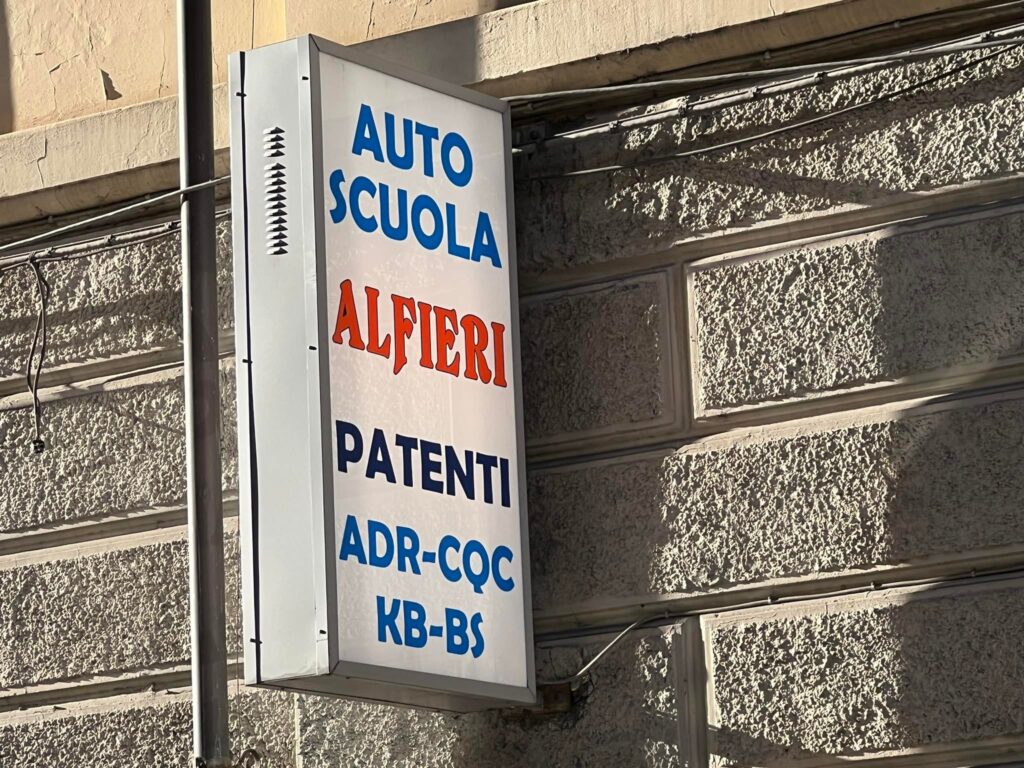 AUTO
SCUOLA
ALFIERI
PATENTI
ADR-CQC
KB-BS